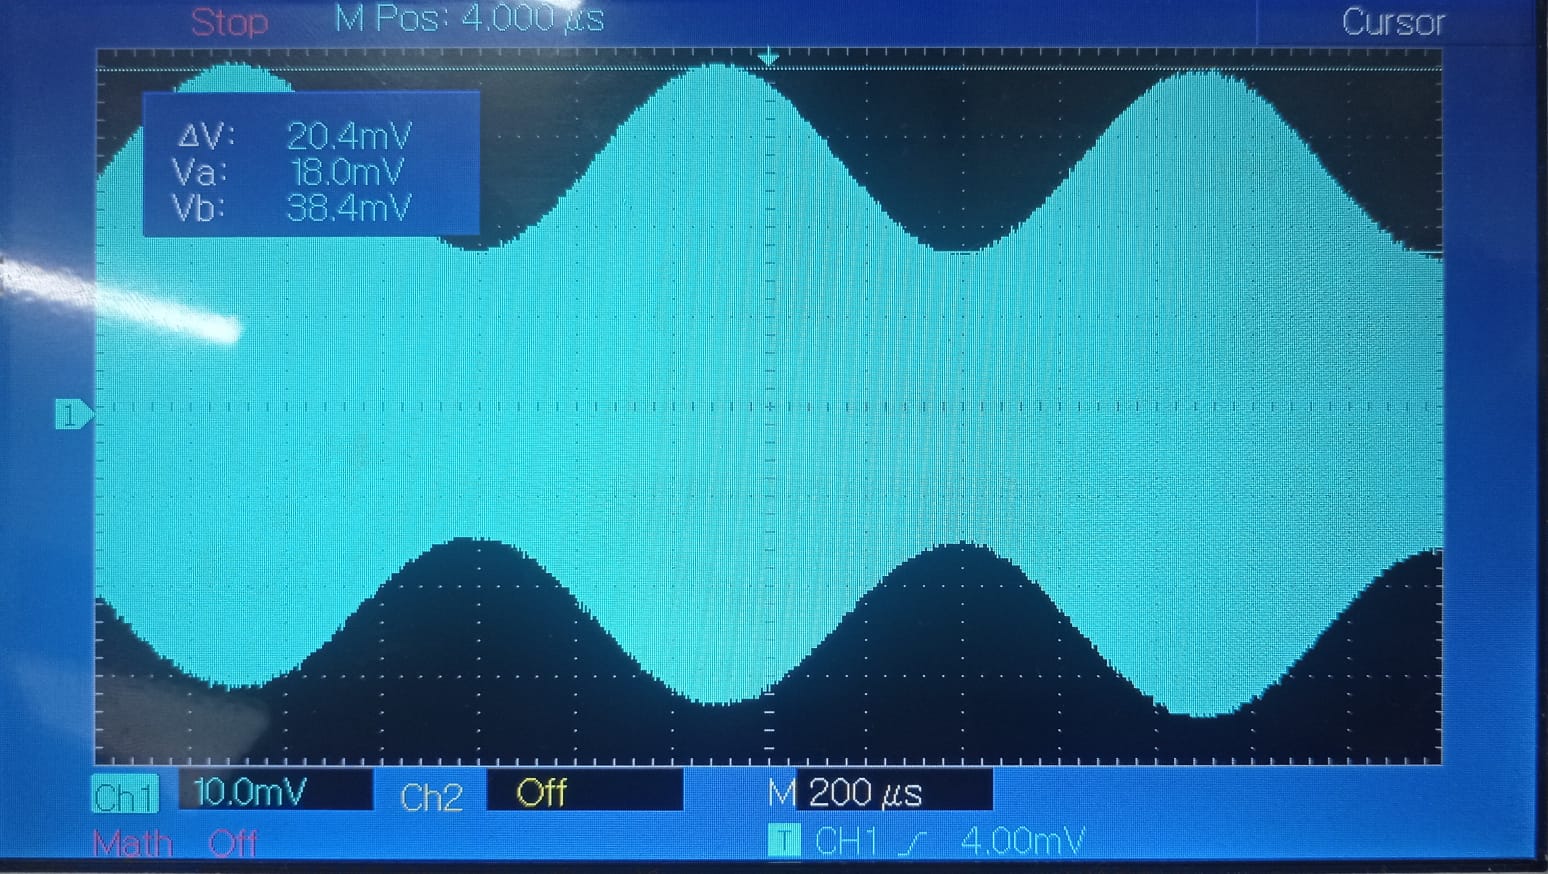 Stop M Pos: 4.000 μs Cursor
ΔV: 20.4mV
Va: 18.0mV
Vb: 38.4mV
1
Ch1 10.0mV Ch2 Off M 200 μs
Math Off T CH1 4.00mV